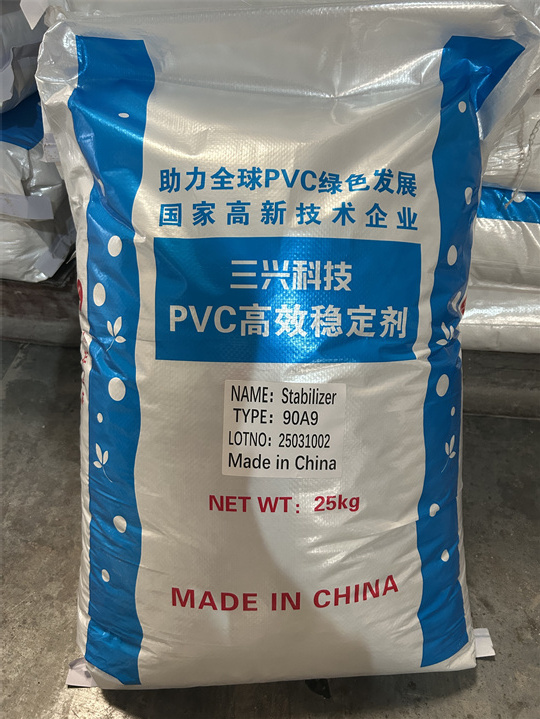 助力全球PVC绿色发展
国家高新技术企业
三兴科技
PVC高效稳定剂
NAME: Stabilizer
TYPE: 90A9
LOTNO: 25031002
Made in China
NET WT: 25kg
MADE IN CHINA